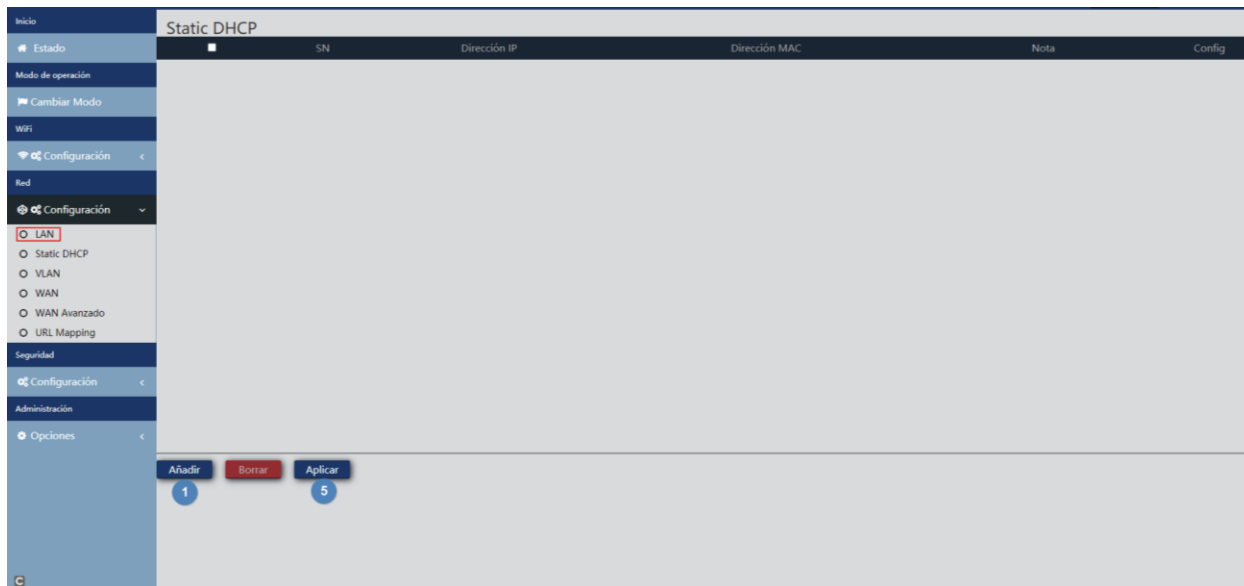 Inicio
Estado
Modo de operación
Cambiar Modo
WiFi
Configuración
Red
Configuración
LAN
Static DHCP
VLAN
WAN
WAN Avanzado
URL Mapping
Seguridad
Configuración
Administración
Opciones
C
Static DHCP
SN Dirección IP Dirección MAC Nota Config
Añadir Borrar Aplicar
1 5